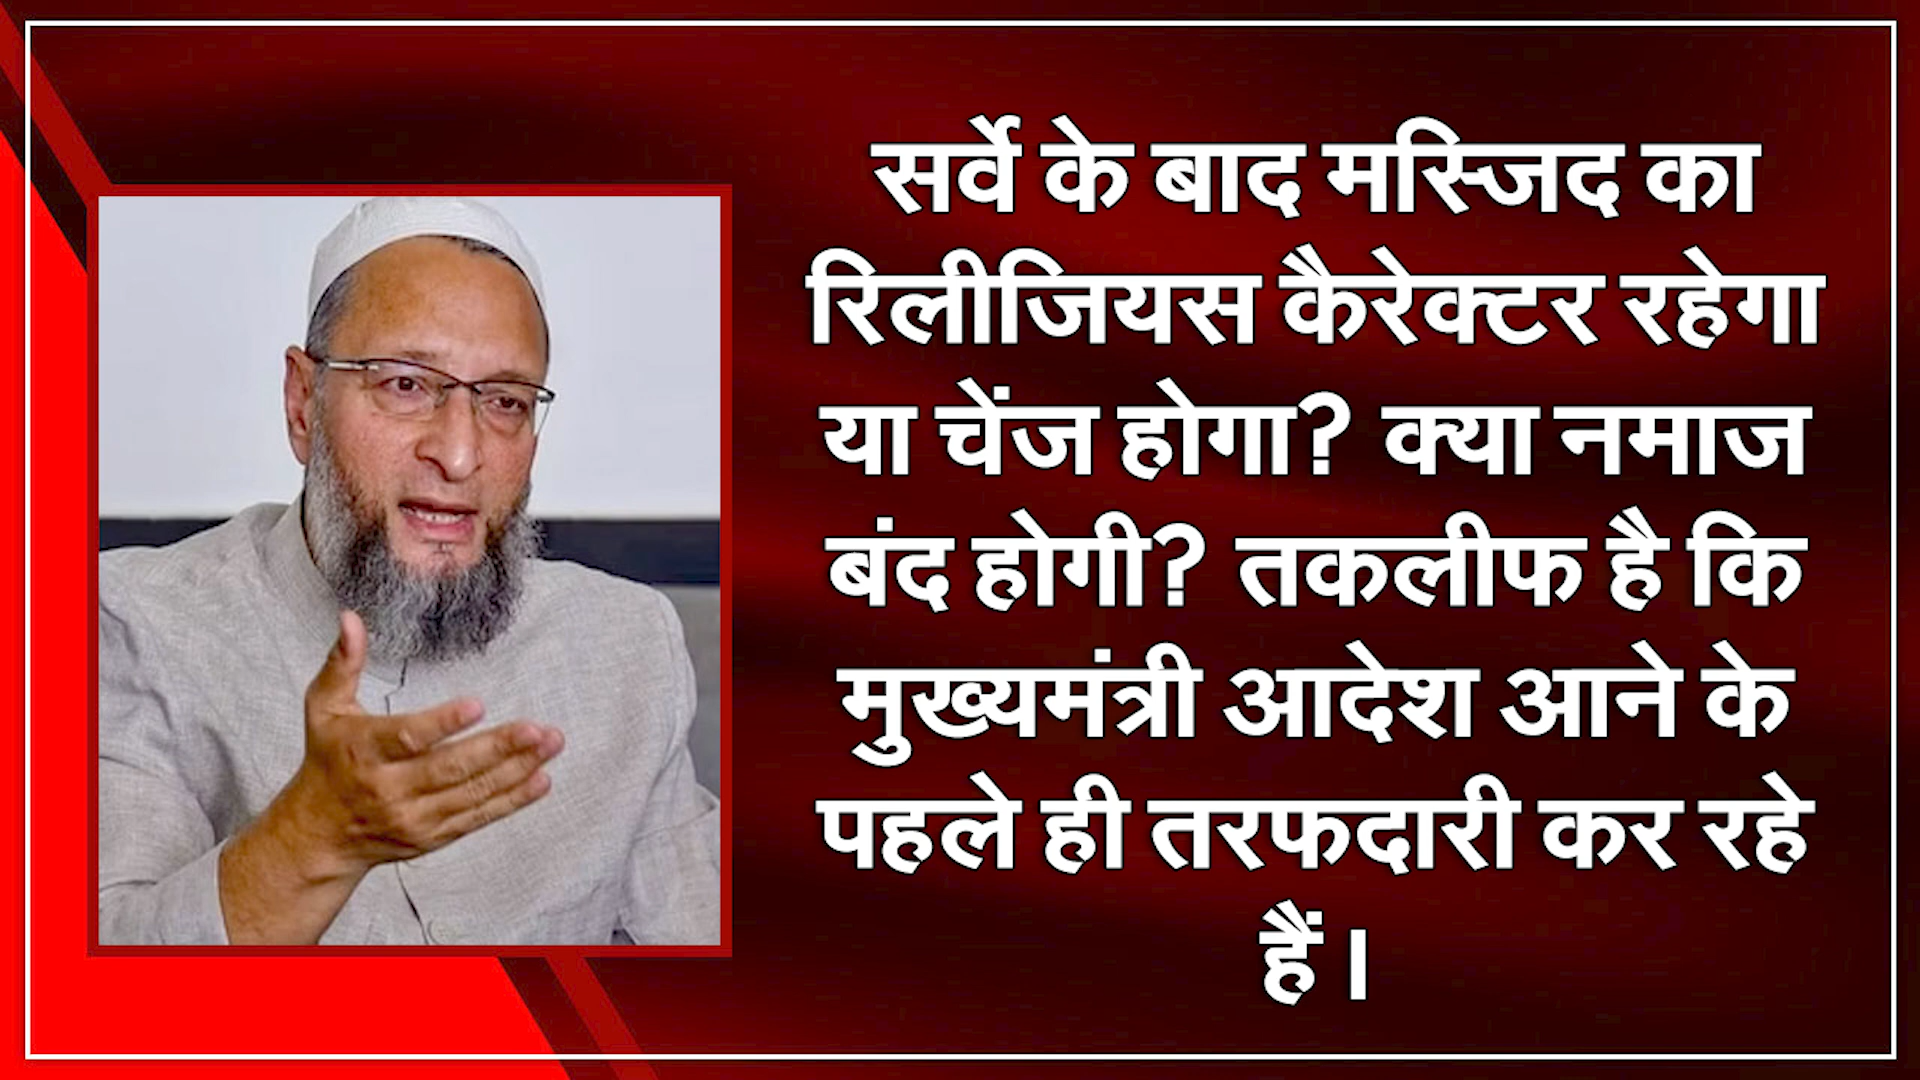 सर्वे के बाद मस्जिद का
रिलीजियस कैरेक्टर रहेगा
या चेंज होगा? क्या नमाज
बंद होगी? तकलीफ है कि
मुख्यमंत्री आदेश आने के
पहले ही तरफदारी कर रहे
हैं ।